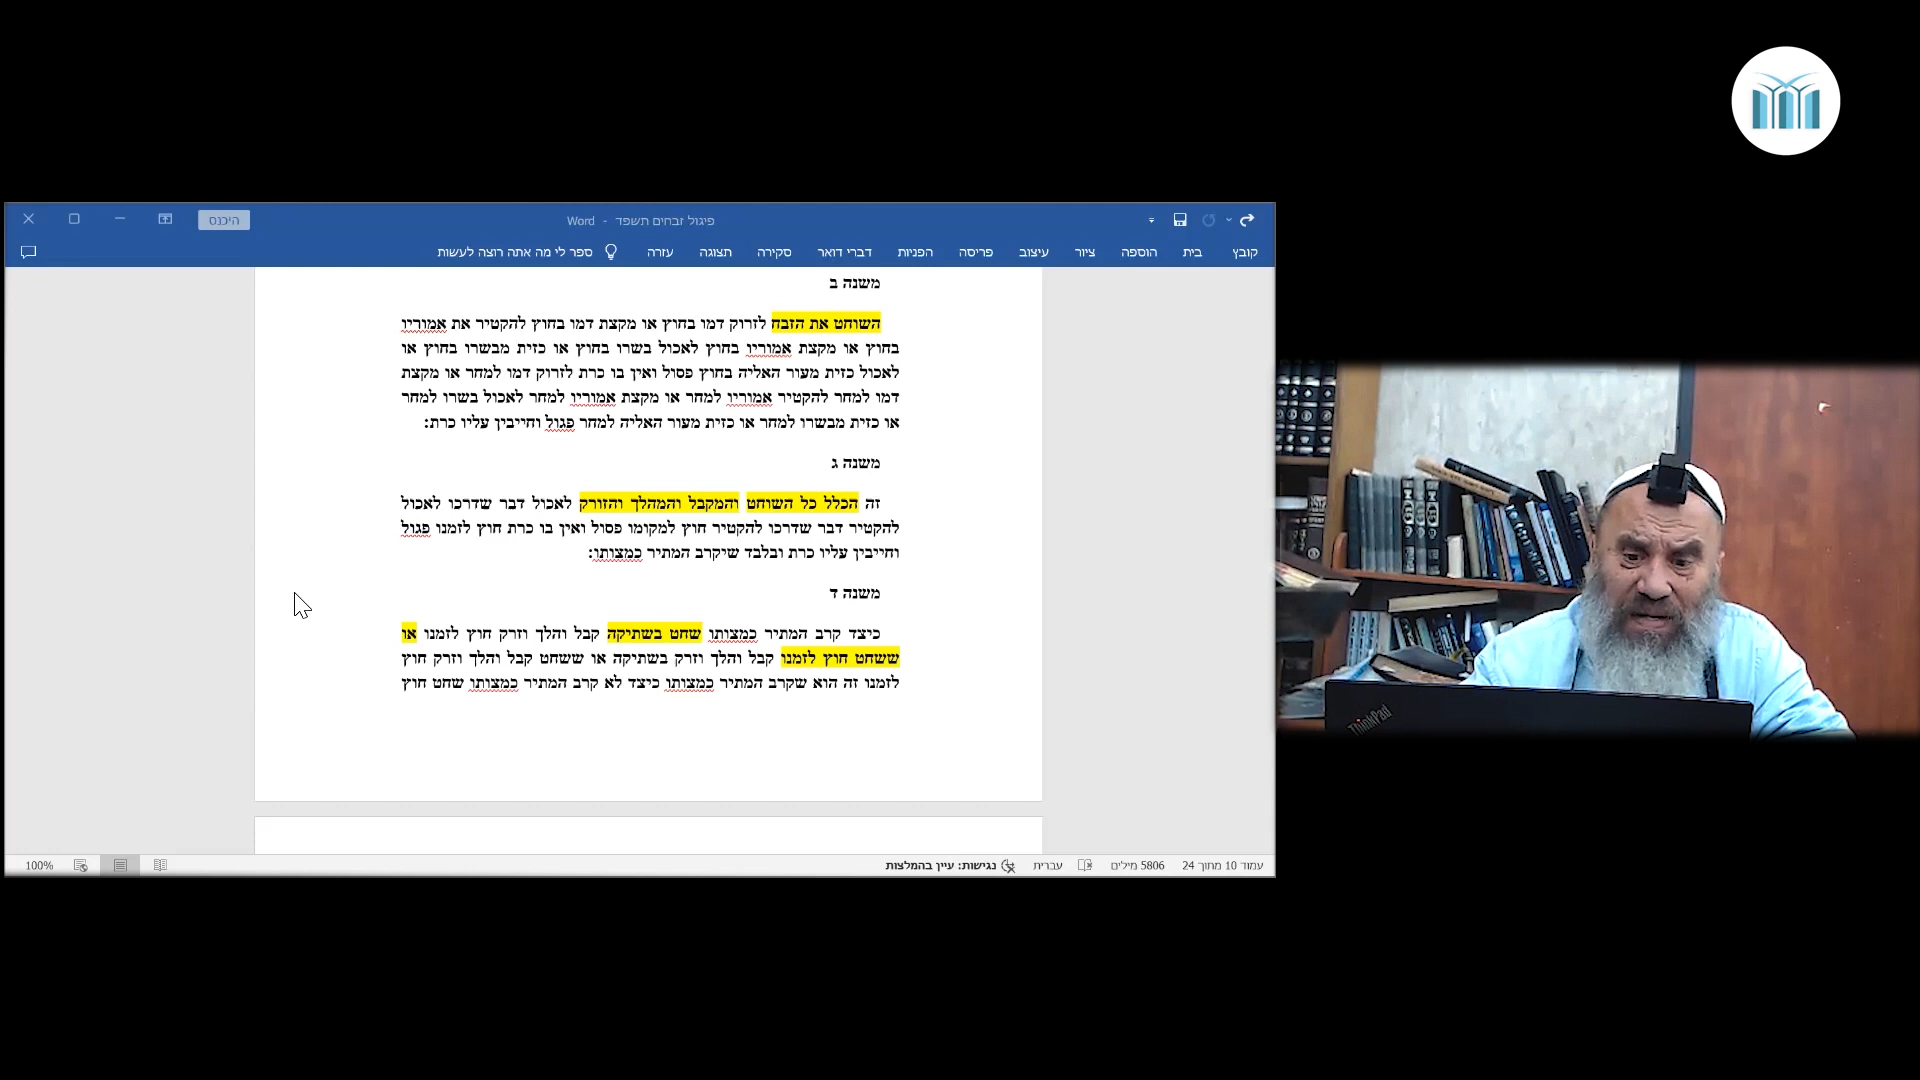 פיגול זבחים תשפד - Word
היכנס
קובץ בית הוספה ציור עיצוב פריסה הפניות דברי דואר סקירה תצוגה עזרה ספר לי מה אתה רוצה לעשות
משנה ב
השוחט את הזבח לזרוק דמו בחוץ או מקצת דמו בחוץ להקטיר את אמוריו
בחוץ או מקצת אמוריו בחוץ לאכול בשרו בחוץ או כזית מבשרו בחוץ או
לאכול כזית מעור האליה בחוץ פסול ואין בו כרת לזרוק דמו למחר או מקצת
דמו למחר להקטיר אמוריו למחר או מקצת אמוריו למחר לאכול בשרו למחר
או כזית מבשרו למחר או כזית מעור האליה למחר פגול וחייבין עליו כרת:
משנה ג
זה הכלל כל השוחט והמקבל והמהלך והזורק לאכול דבר שדרכו לאכול
להקטיר דבר שדרכו להקטיר חוץ למקומו פסול ואין בו כרת חוץ לזמנו פגול
וחייבין עליו כרת ובלבד שיקרב המתיר כמצותו:
משנה ד
כיצד קרב המתיר כמצותו שחט בשתיקה קבל והלך וזרק חוץ לזמנו או
ששחט חוץ לזמנו קבל והלך וזרק בשתיקה או ששחט קבל והלך וזרק חוץ
לזמנו זה הוא שקרב המתיר כמצותו כיצד לא קרב המתיר כמצותו שחט חוץ
עמוד 10 מתוך 24 5806 מילים עברית נגישות: עיין בהמלצות 100%
ThinkPad